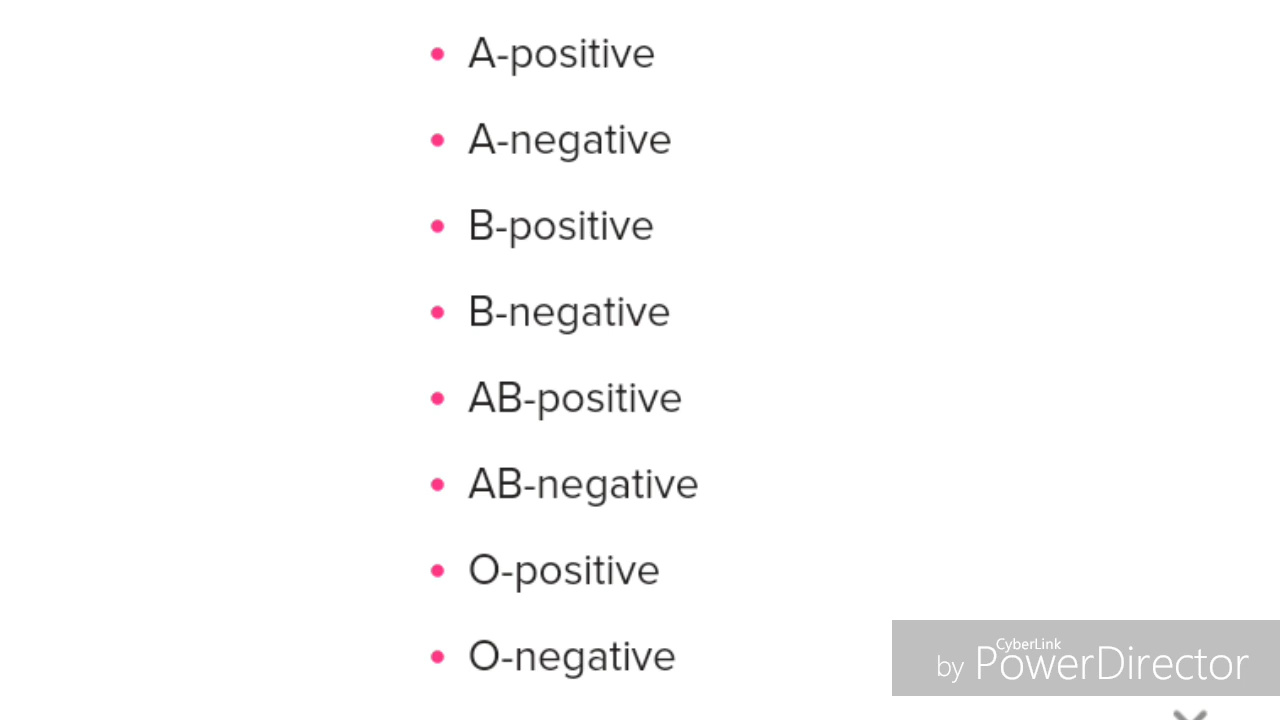 A-positive
A-negative
B-positive
B-negative
AB-positive
AB-negative
O-positive
O-negative
CyberLink
by PowerDirector